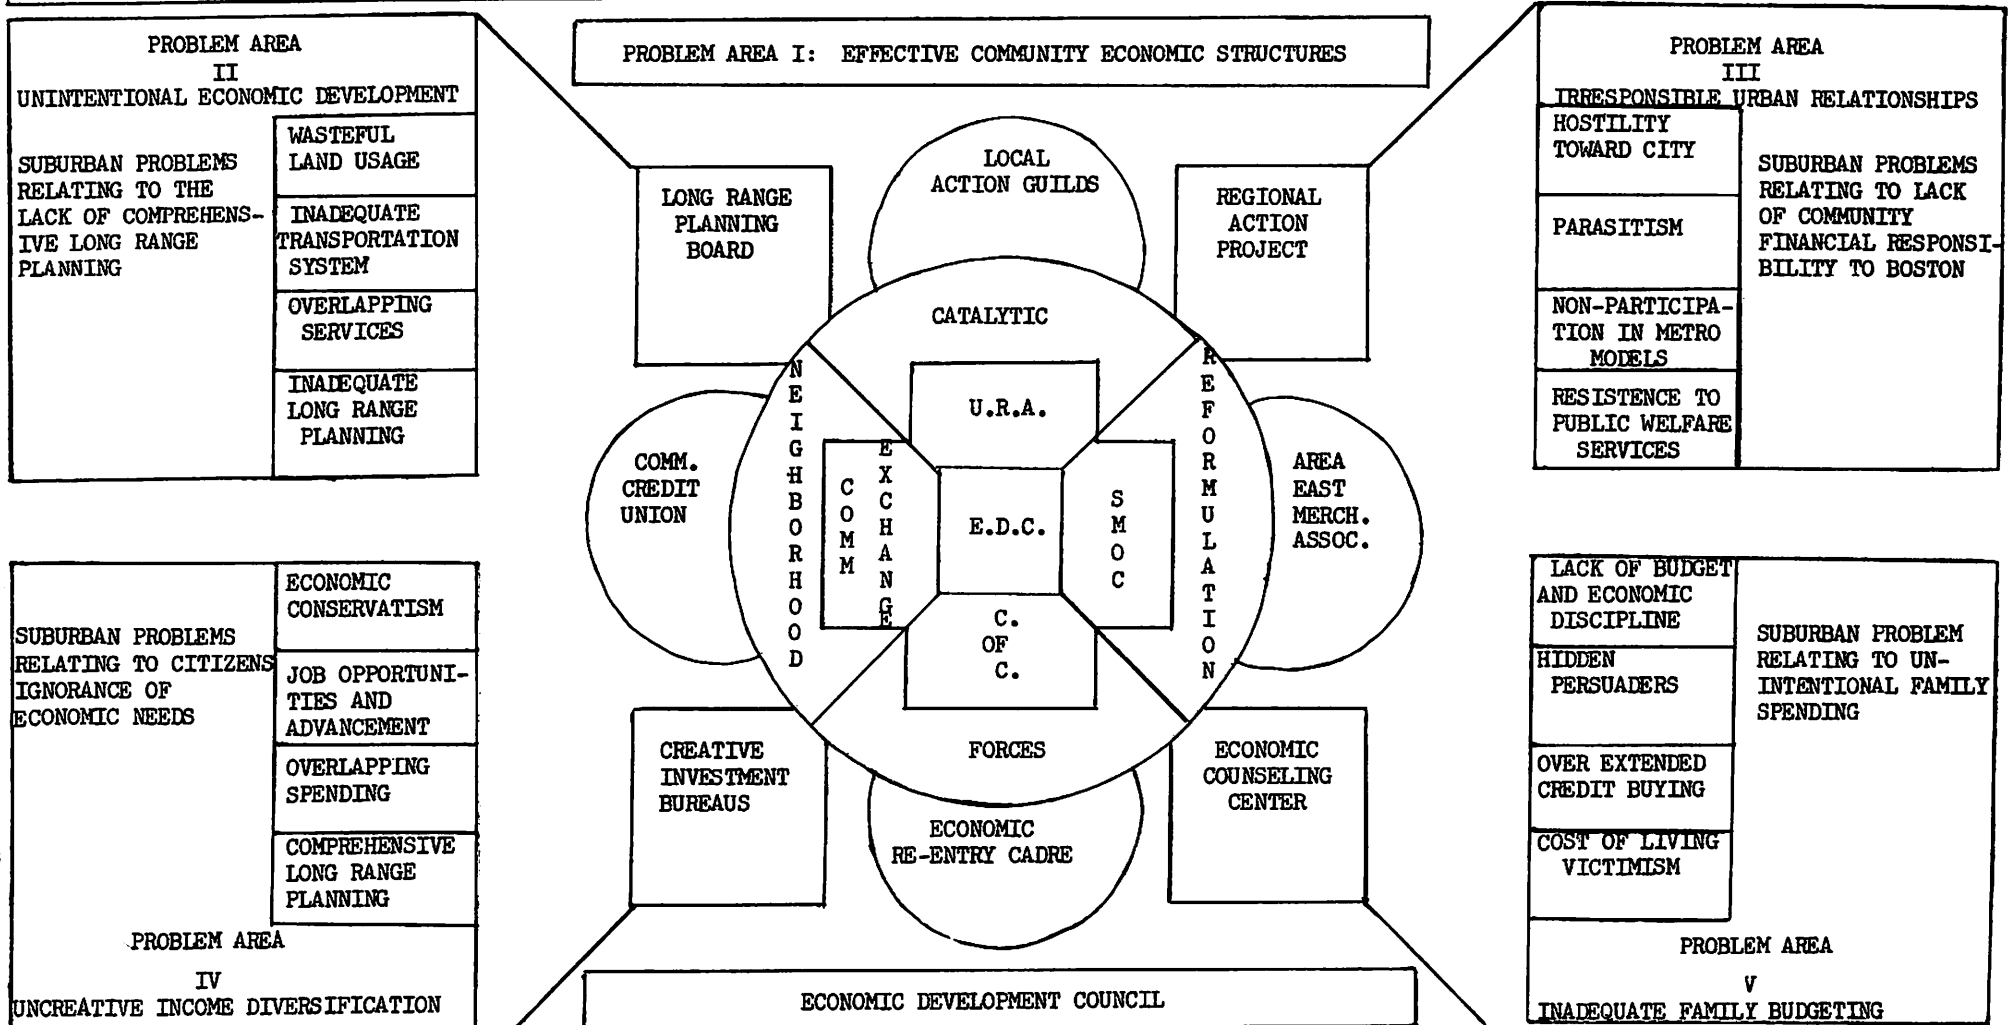 PROBLEM AREA
II
UNINTENTIONAL ECONOMIC DEVELOPMENT
SUBURBAN PROBLEMS
RELATING TO THE
LACK OF COMPREHENS-
IVE LONG RANGE
PLANNING
WASTEFUL
LAND USAGE
INADEQUATE
TRANSPORTATION
SYSTEM
OVERLAPPING
SERVICES
INADEQUATE
LONG RANGE
PLANNING
PROBLEM AREA I: EFFECTIVE COMMUNITY ECONOMIC STRUCTURES
PROBLEM AREA
III
IRRESPONSIBLE URBAN RELATIONSHIPS
HOSTILITY
TOWARD CITY
PARASITISM
NON-PARTICIPA-
TION IN METRO
MODELS
RESISTENCE TO
PUBLIC WELFARE
SERVICES
SUBURBAN PROBLEMS
RELATING TO LACK
OF COMMUNITY
FINANCIAL RESPONSI-
BILITY TO BOSTON
LONG RANGE
PLANNING
BOARD
LOCAL
ACTION GUILDS
REGIONAL
ACTION
PROJECT
CATALYTIC
NEIGHBORHOOD
REFORMULATION
U.R.A.
COMM.
CREDIT
UNION
COMM
EXCHANGE
E.D.C.
SMOC
AREA
EAST
MERCH.
ASSOC.
C.
OF
C.
CREATIVE
INVESTMENT
BUREAUS
FORCES
ECONOMIC
COUNSELING
CENTER
ECONOMIC
RE-ENTRY CADRE
SUBURBAN PROBLEMS
RELATING TO CITIZENS
IGNORANCE OF
ECONOMIC NEEDS
ECONOMIC
CONSERVATISM
JOB OPPORTUNI-
TIES AND
ADVANCEMENT
OVERLAPPING
SPENDING
COMPREHENSIVE
LONG RANGE
PLANNING
PROBLEM AREA
IV
UNCREATIVE INCOME DIVERSIFICATION
ECONOMIC DEVELOPMENT COUNCIL
LACK OF BUDGET
AND ECONOMIC
DISCIPLINE
HIDDEN
PERSUADERS
OVER EXTENDED
CREDIT BUYING
COST OF LIVING
VICTIMISM
SUBURBAN PROBLEM
RELATING TO UN-
INTENTIONAL FAMILY
SPENDING
PROBLEM AREA
V
INADEQUATE FAMILY BUDGETING